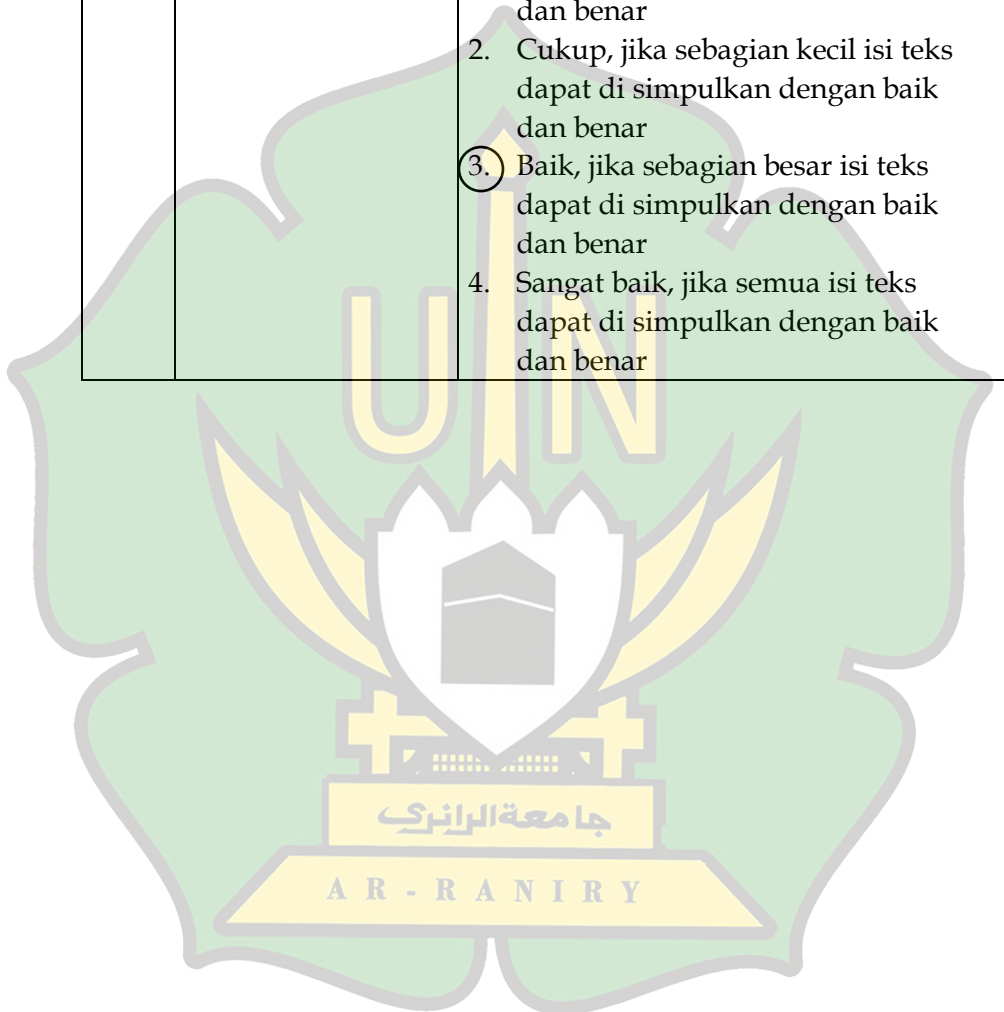 dan benar
2. Cukup, jika sebagian kecil isi teks
dapat di simpulkan dengan baik
dan benar
3. Baik, jika sebagian besar isi teks
dapat di simpulkan dengan baik
dan benar
4. Sangat baik, jika semua isi teks
dapat di simpulkan dengan baik
dan benar
UIN
جامعة الرانري
AR-RANIRY